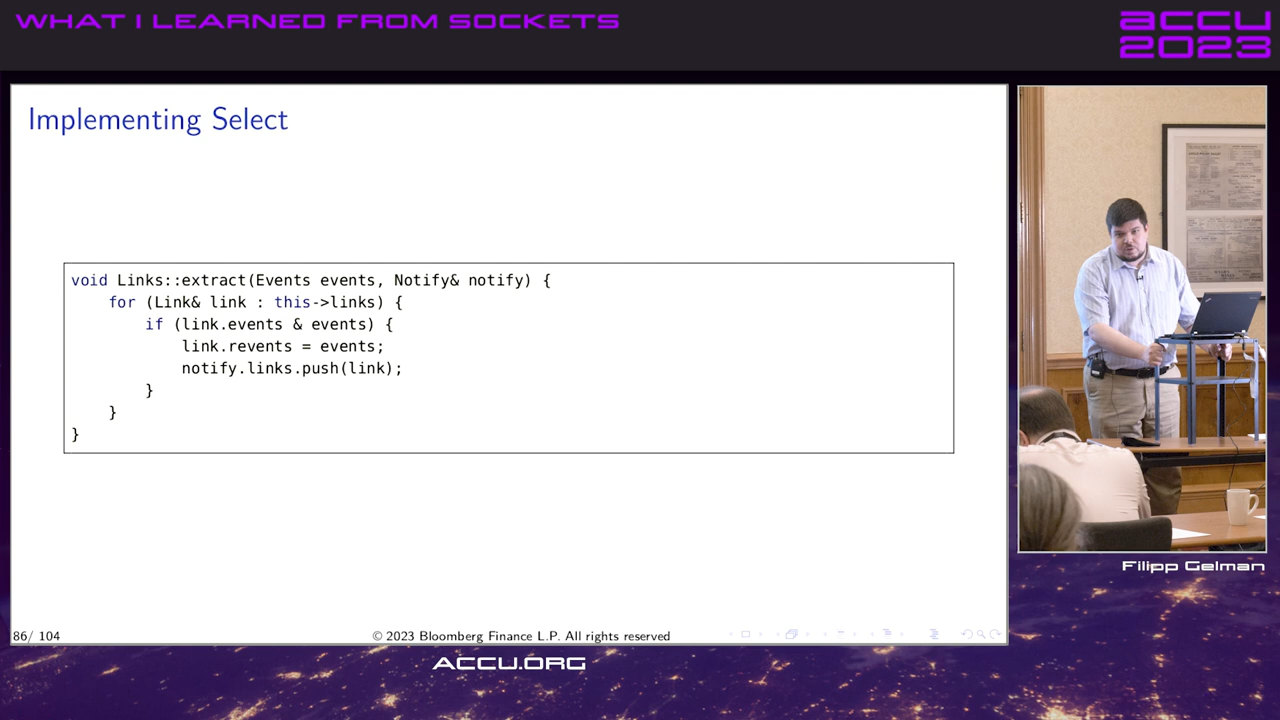 WHAT I LEARNED FROM SOCKETS
ACCU
2023
Implementing Select
void Links::extract(Events events, Notify& notify) {
    for (Link& link : this->links) {
        if (link.events & events) {
            link.revents = events;
            notify.links.push(link);
        }
    }
}
86/ 104
© 2023 Bloomberg Finance L.P. All rights reserved
Filipp Gelman
ACCU.ORG